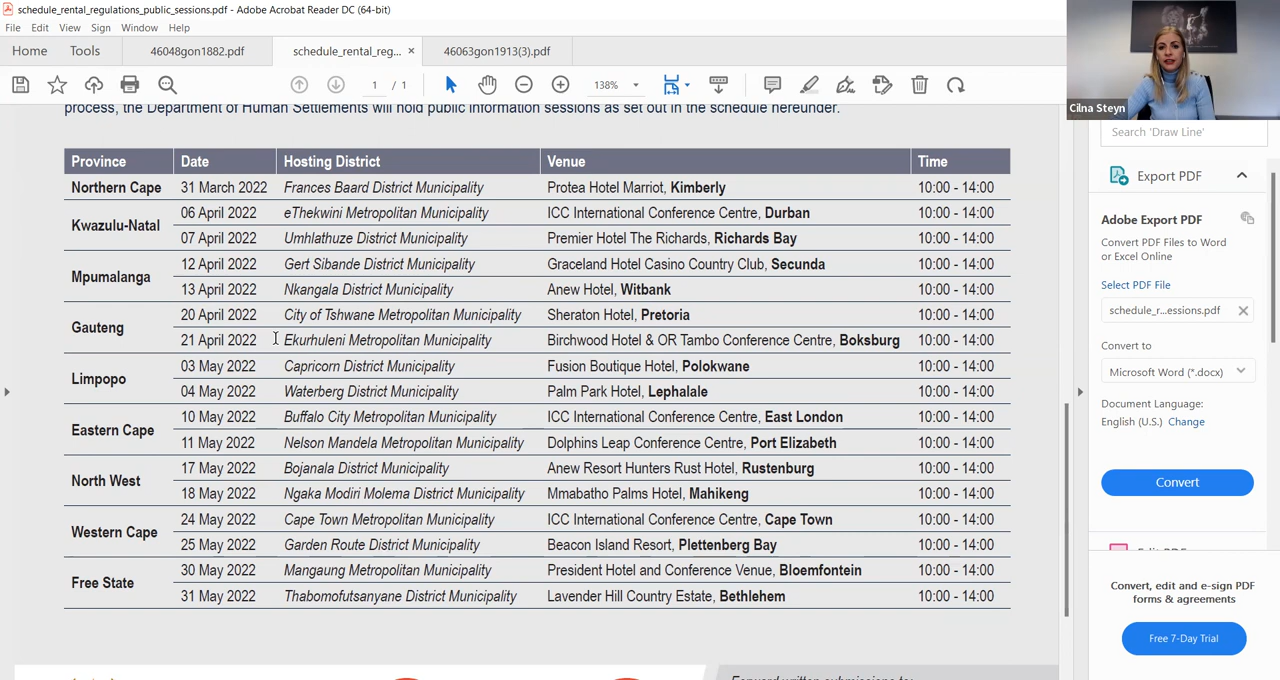 schedule_rental_regulations_public_sessions.pdf - Adobe Acrobat Reader DC (64-bit)
File Edit View Sign Window Help
Home Tools 46048gon1882.pdf schedule_rental_reg... × 46063gon1913(3).pdf
1 / 1 138%
Cilna Steyn
process, the Department of Human Settlements will hold public information sessions as set out in the schedule hereunder.
Province Date Hosting District Venue Time
Northern Cape 31 March 2022 Frances Baard District Municipality Protea Hotel Marriot, Kimberly 10:00 - 14:00
Kwazulu-Natal 06 April 2022 eThekwini Metropolitan Municipality ICC International Conference Centre, Durban 10:00 - 14:00
07 April 2022 Umhlathuze District Municipality Premier Hotel The Richards, Richards Bay 10:00 - 14:00
Mpumalanga 12 April 2022 Gert Sibande District Municipality Graceland Hotel Casino Country Club, Secunda 10:00 - 14:00
13 April 2022 Nkangala District Municipality Anew Hotel, Witbank 10:00 - 14:00
Gauteng 20 April 2022 City of Tshwane Metropolitan Municipality Sheraton Hotel, Pretoria 10:00 - 14:00
21 April 2022 Ekurhuleni Metropolitan Municipality Birchwood Hotel & OR Tambo Conference Centre, Boksburg 10:00 - 14:00
Limpopo 03 May 2022 Capricorn District Municipality Fusion Boutique Hotel, Polokwane 10:00 - 14:00
04 May 2022 Waterberg District Municipality Palm Park Hotel, Lephalale 10:00 - 14:00
Eastern Cape 10 May 2022 Buffalo City Metropolitan Municipality ICC International Conference Centre, East London 10:00 - 14:00
11 May 2022 Nelson Mandela Metropolitan Municipality Dolphins Leap Conference Centre, Port Elizabeth 10:00 - 14:00
North West 17 May 2022 Bojanala District Municipality Anew Resort Hunters Rust Hotel, Rustenburg 10:00 - 14:00
18 May 2022 Ngaka Modiri Molema District Municipality Mmabatho Palms Hotel, Mahikeng 10:00 - 14:00
Western Cape 24 May 2022 Cape Town Metropolitan Municipality ICC International Conference Centre, Cape Town 10:00 - 14:00
25 May 2022 Garden Route District Municipality Beacon Island Resort, Plettenberg Bay 10:00 - 14:00
Free State 30 May 2022 Mangaung Metropolitan Municipality President Hotel and Conference Venue, Bloemfontein 10:00 - 14:00
31 May 2022 Thabomofutsanyane District Municipality Lavender Hill Country Estate, Bethlehem 10:00 - 14:00
Forward written submissions to:
Search 'Draw Line'
Export PDF
Adobe Export PDF
Convert PDF Files to Word
or Excel Online
Select PDF File
schedule_r...essions.pdf
Convert to
Microsoft Word (*.docx)
Document Language:
English (U.S.) Change
Convert
Edit PDF
Convert, edit and e-sign PDF
forms & agreements
Free 7-Day Trial